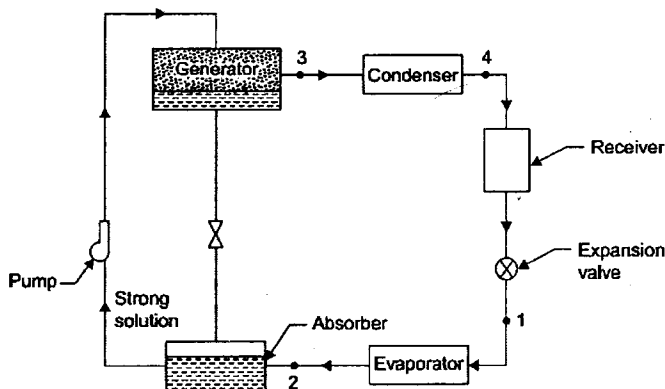 3
4
Generator
Condenser
Receiver
Expansion
valve
Pump
Strong
solution
1
Absorber
Evaporator
2